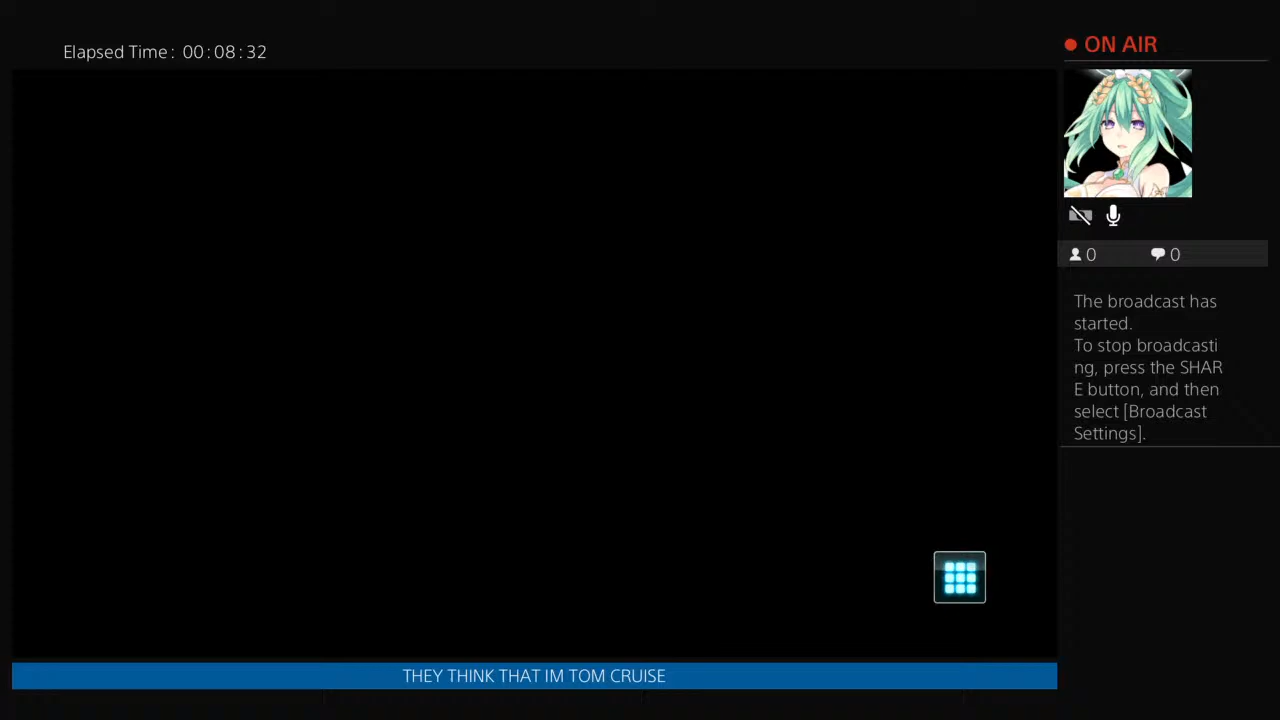 Elapsed Time: 00:08:32
ON AIR
0 0
The broadcast has
started.
To stop broadcasti
ng, press the SHAR
E button, and then
select [Broadcast
Settings].
THEY THINK THAT IM TOM CRUISE